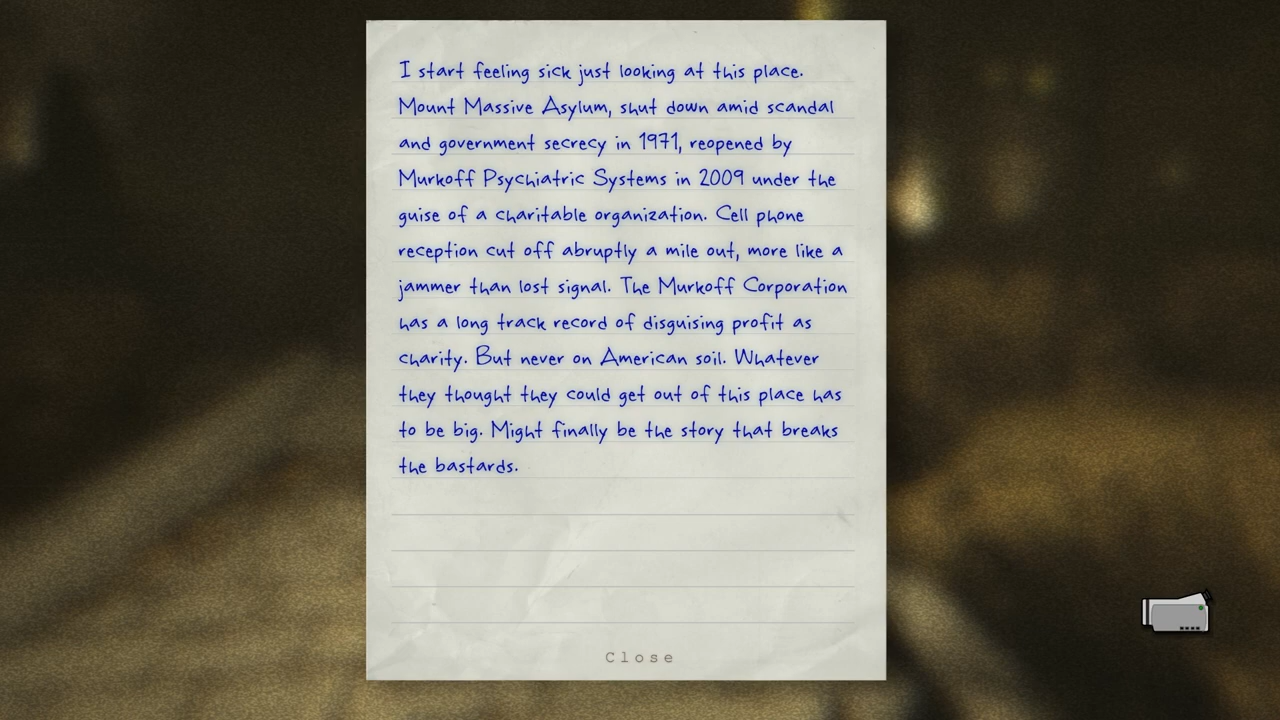 I start feeling sick just looking at this place.
Mount Massive Asylum, shut down amid scandal
and government secrecy in 1971, reopened by
Murkoff Psychiatric Systems in 2009 under the
guise of a charitable organization. Cell phone
reception cut off abruptly a mile out, more like a
jammer than lost signal. The Murkoff Corporation
has a long track record of disguising profit as
charity. But never on American soil. Whatever
they thought they could get out of this place has
to be big. Might finally be the story that breaks
the bastards.
Close